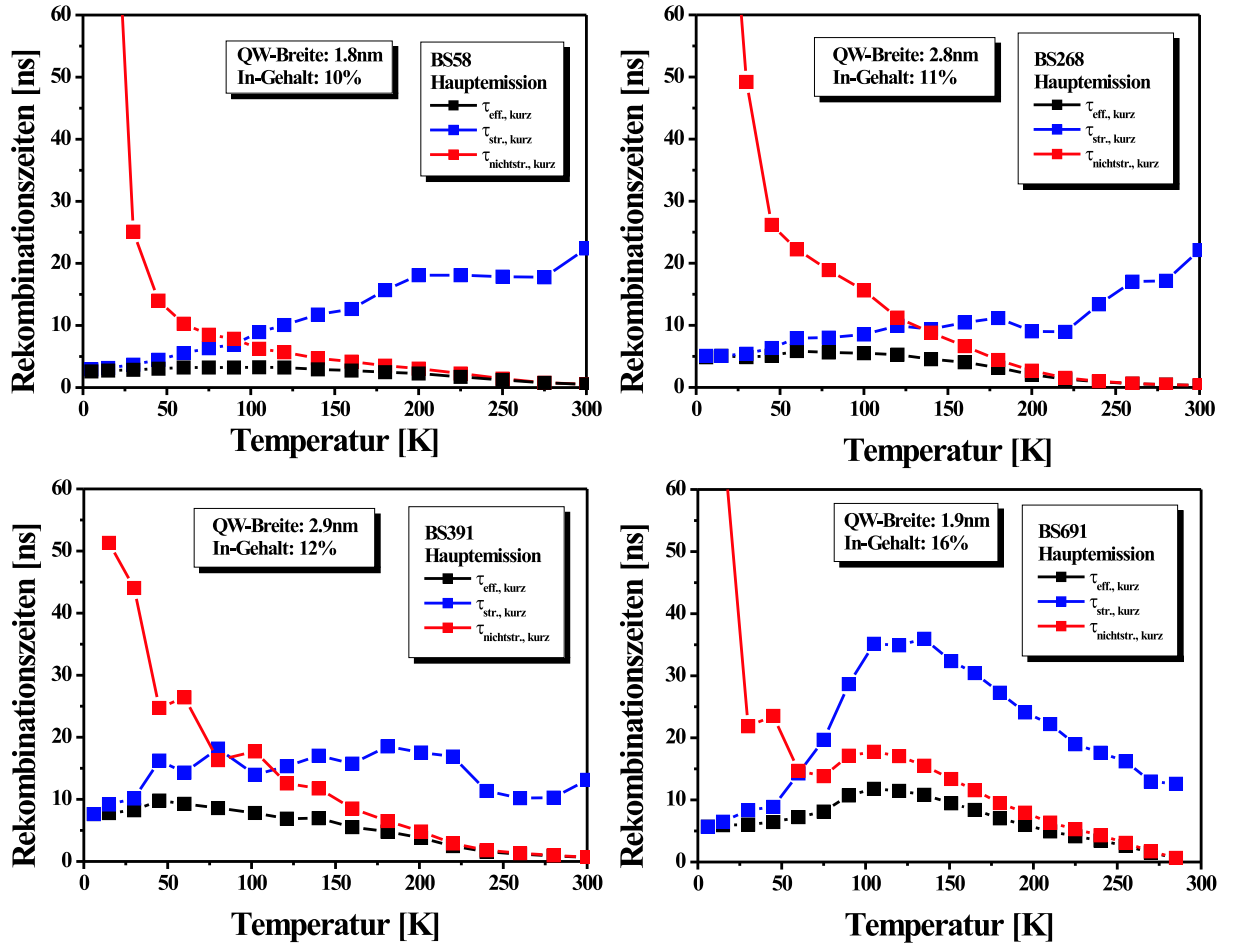 Rekombinationszeiten [ns]
60
50
40
30
20
10
0
QW-Breite: 1.8nm
In-Gehalt: 10%
BS58
Hauptemission
τeff., kurz
τstr., kurz
τnichtstr., kurz
0 50 100 150 200 250 300
Temperatur [K]
Rekombinationszeiten [ns]
60
50
40
30
20
10
0
QW-Breite: 2.8nm
In-Gehalt: 11%
BS268
Hauptemission
τeff., kurz
τstr., kurz
τnichtstr., kurz
0 50 100 150 200 250 300
Temperatur [K]
Rekombinationszeiten [ns]
60
50
40
30
20
10
0
QW-Breite: 2.9nm
In-Gehalt: 12%
BS391
Hauptemission
τeff., kurz
τstr., kurz
τnichtstr., kurz
0 50 100 150 200 250 300
Temperatur [K]
Rekombinationszeiten [ns]
60
50
40
30
20
10
0
QW-Breite: 1.9nm
In-Gehalt: 16%
BS691
Hauptemission
τeff., kurz
τstr., kurz
τnichtstr., kurz
0 50 100 150 200 250 300
Temperatur [K]